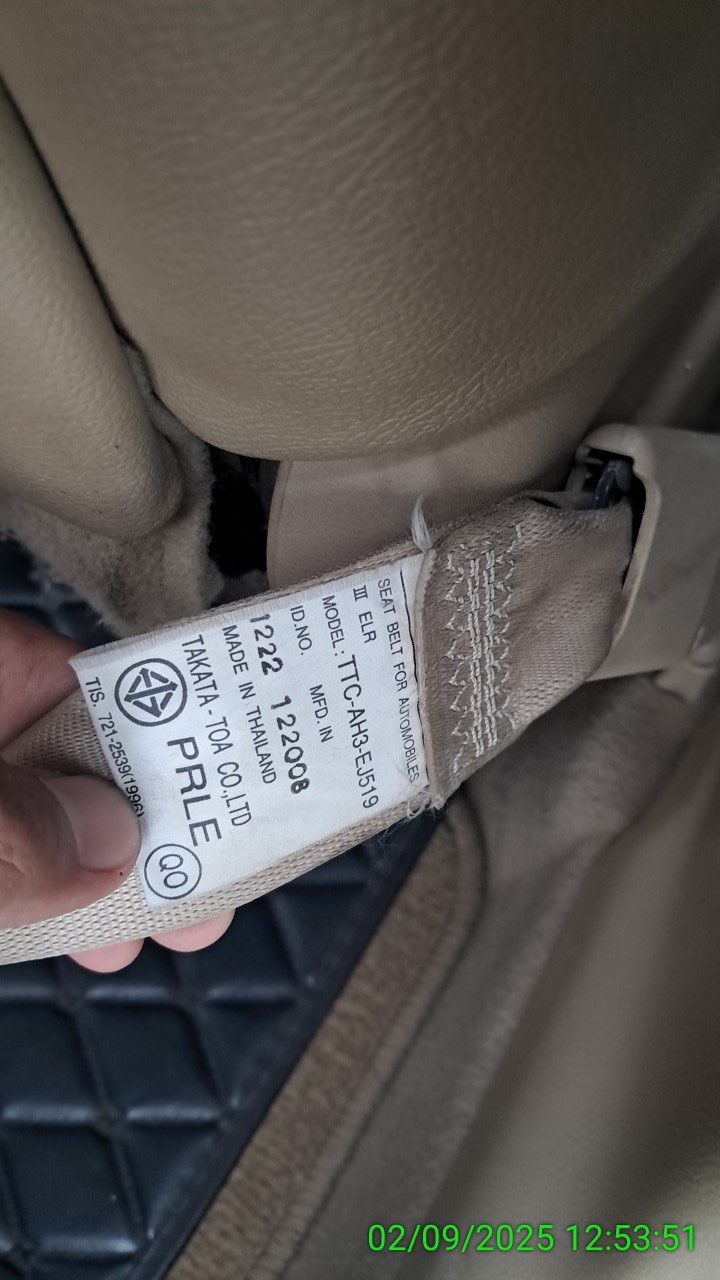 SEAT BELT FOR AUTOMOBILES
III ELR
MODEL: TTC-AH3-EJ519
ID.NO. MFD. IN
1222 122008
MADE IN THAILAND
TAKATA-TOA CO.,LTD
PRLE QO
TIS. 721-2539(1996)
02/09/2025 12:53:51